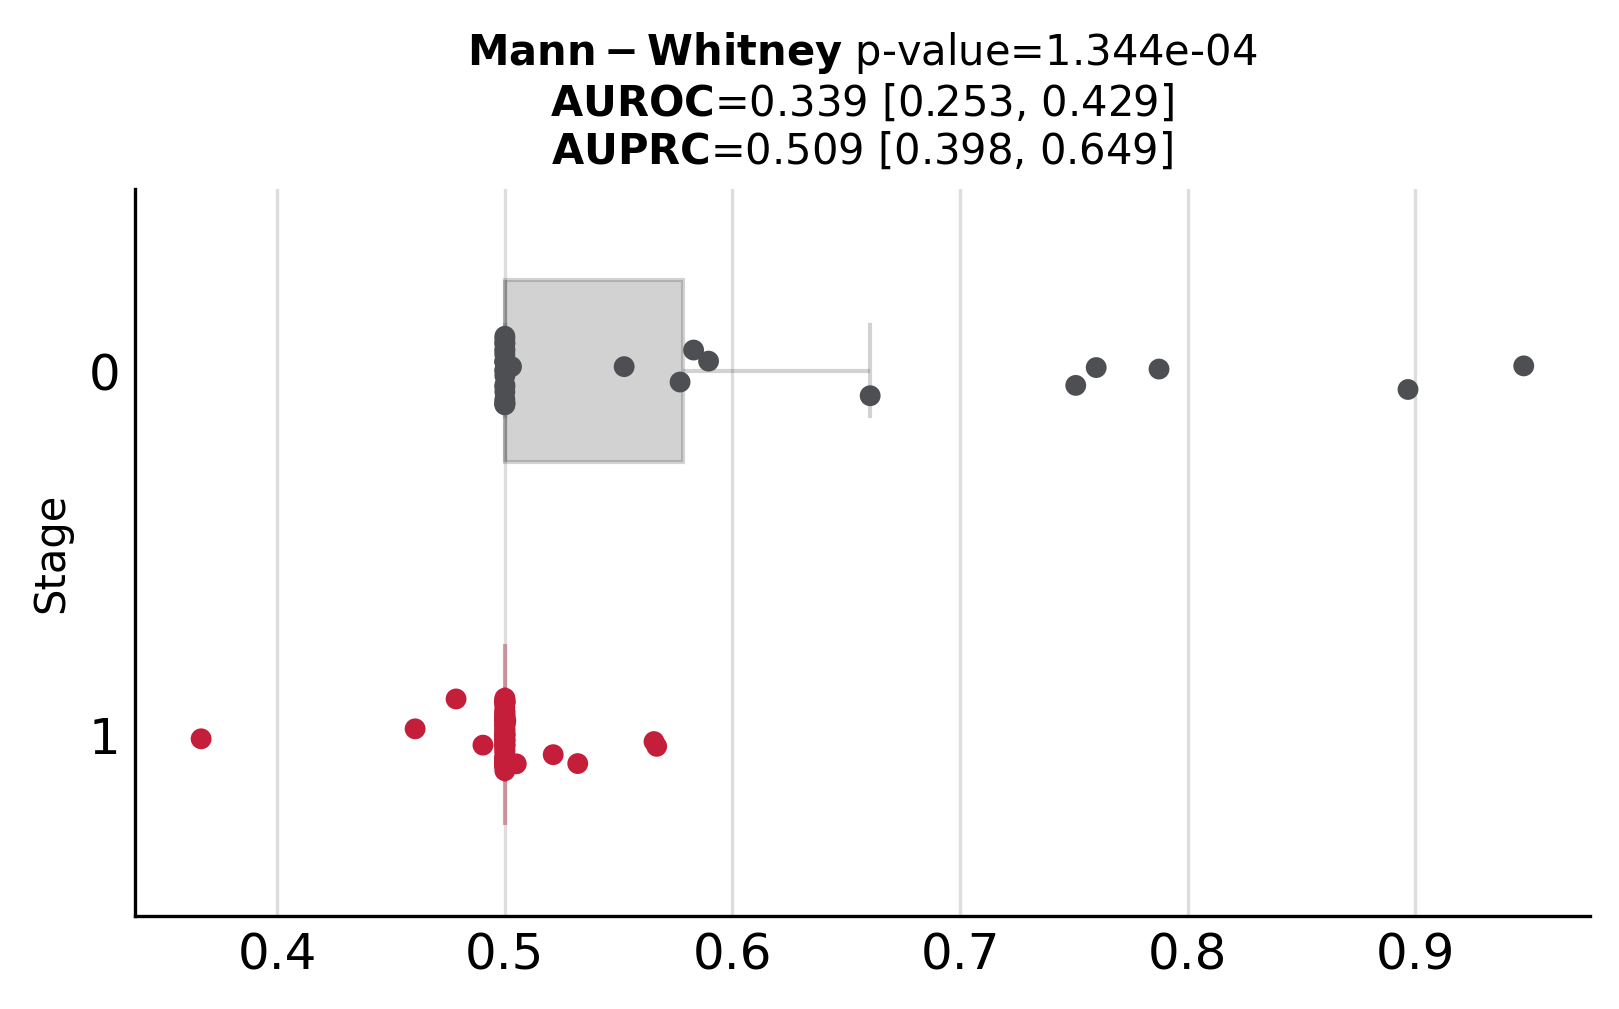 Mann − Whitney p-value=1.344e-04
AUROC=0.339 [0.253, 0.429]
AUPRC=0.509 [0.398, 0.649]
0
Stage
1
0.4 0.5 0.6 0.7 0.8 0.9